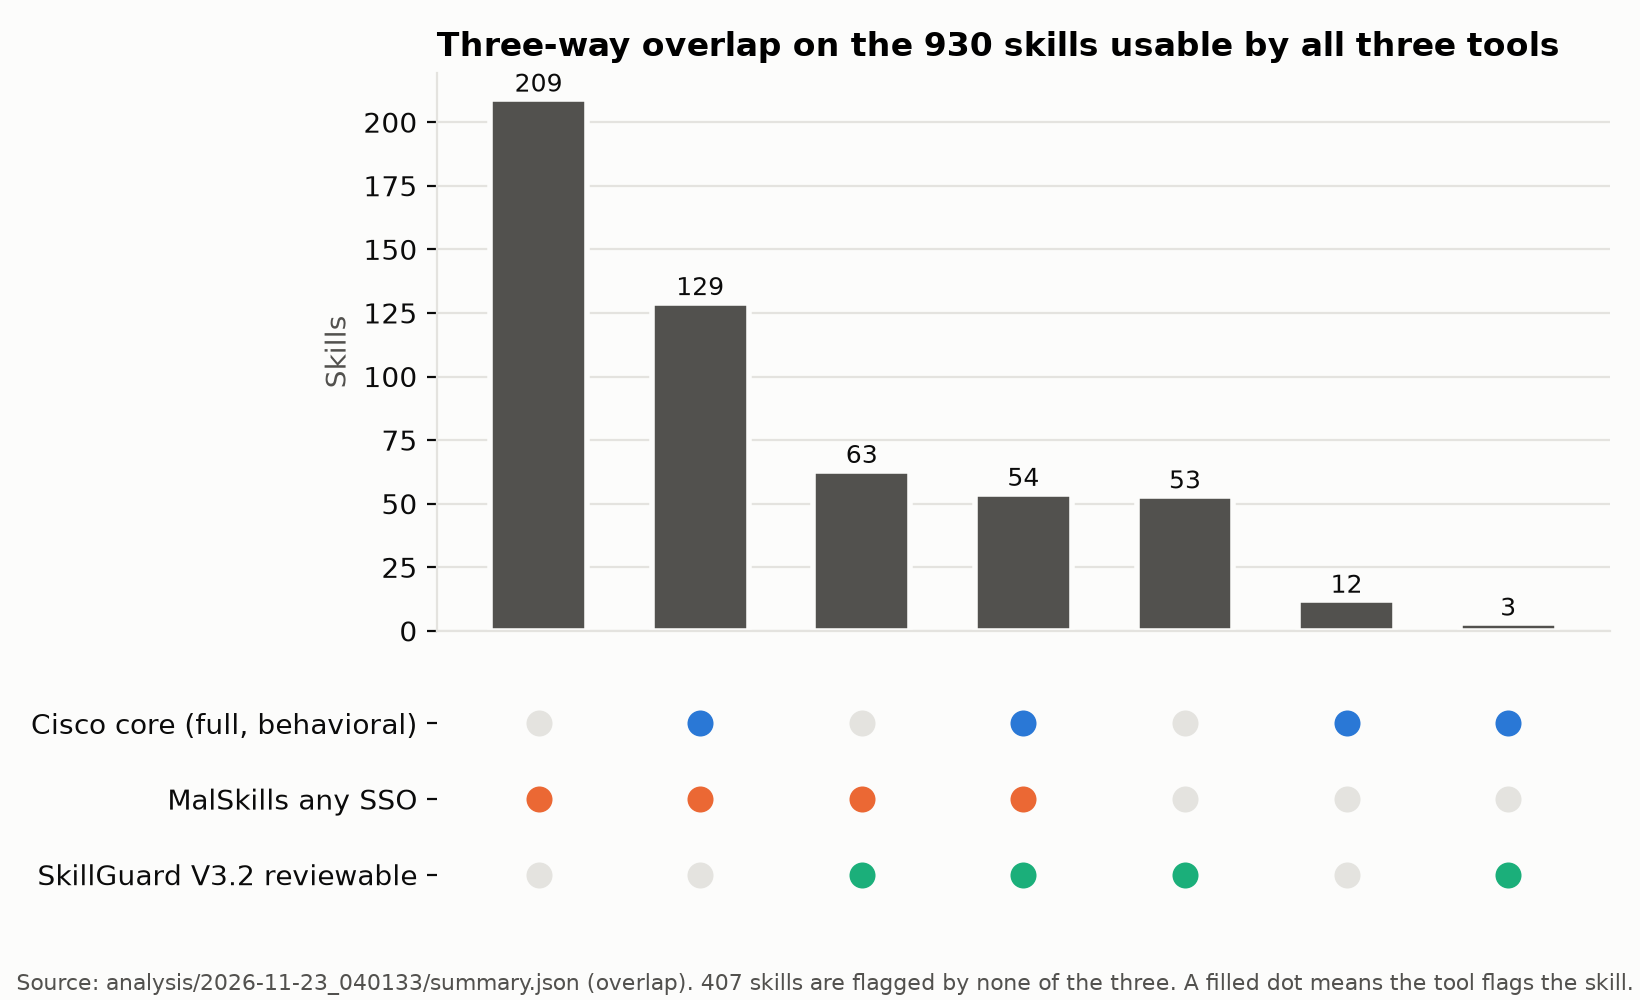 Three-way overlap on the 930 skills usable by all three tools
209
200
175
150
129
125
100
75
63
54
53
50
25
12
3
0
Skills
Cisco core (full, behavioral)
MalSkills any SSO
SkillGuard V3.2 reviewable
Source: analysis/2026-11-23_040133/summary.json (overlap). 407 skills are flagged by none of the three. A filled dot means the tool flags the skill.